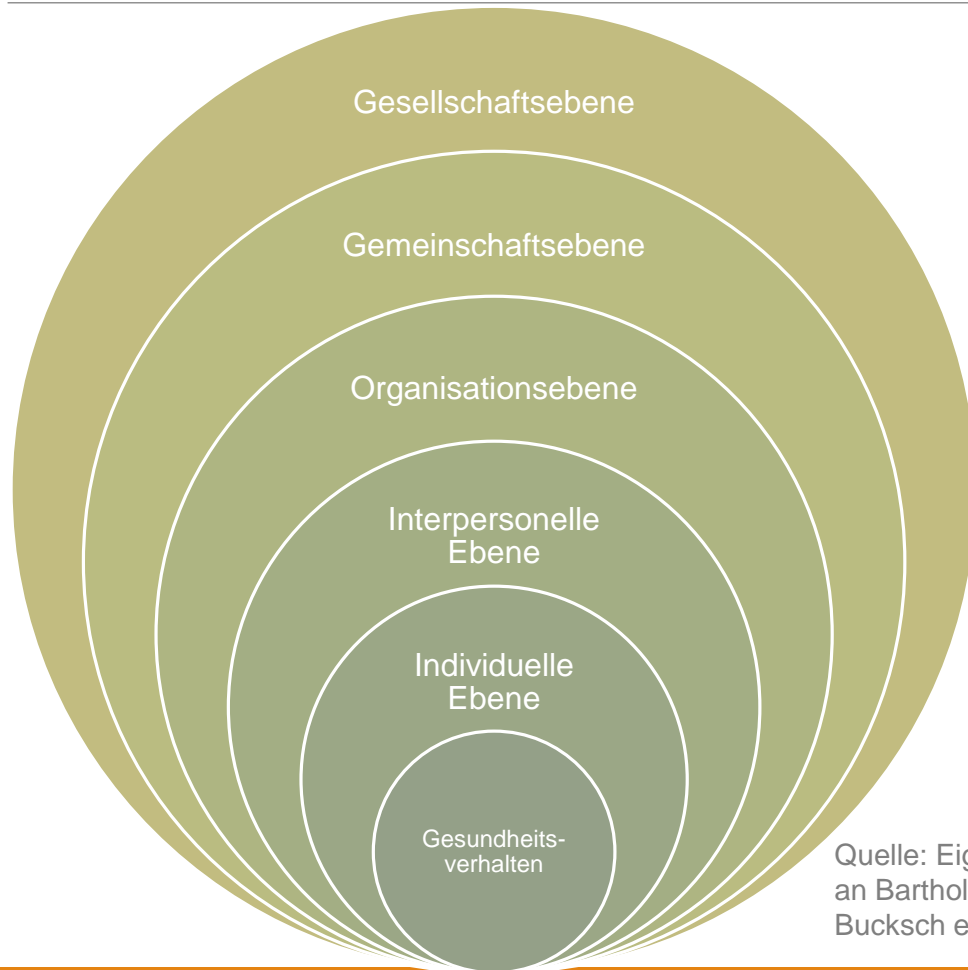 Gesellschaftsebene
Gemeinschaftsebene
Organisationsebene
Interpersonelle
Ebene
Individuelle
Ebene
Gesundheits-
verhalten
Quelle: Eig
an Barthol
Bucksch e